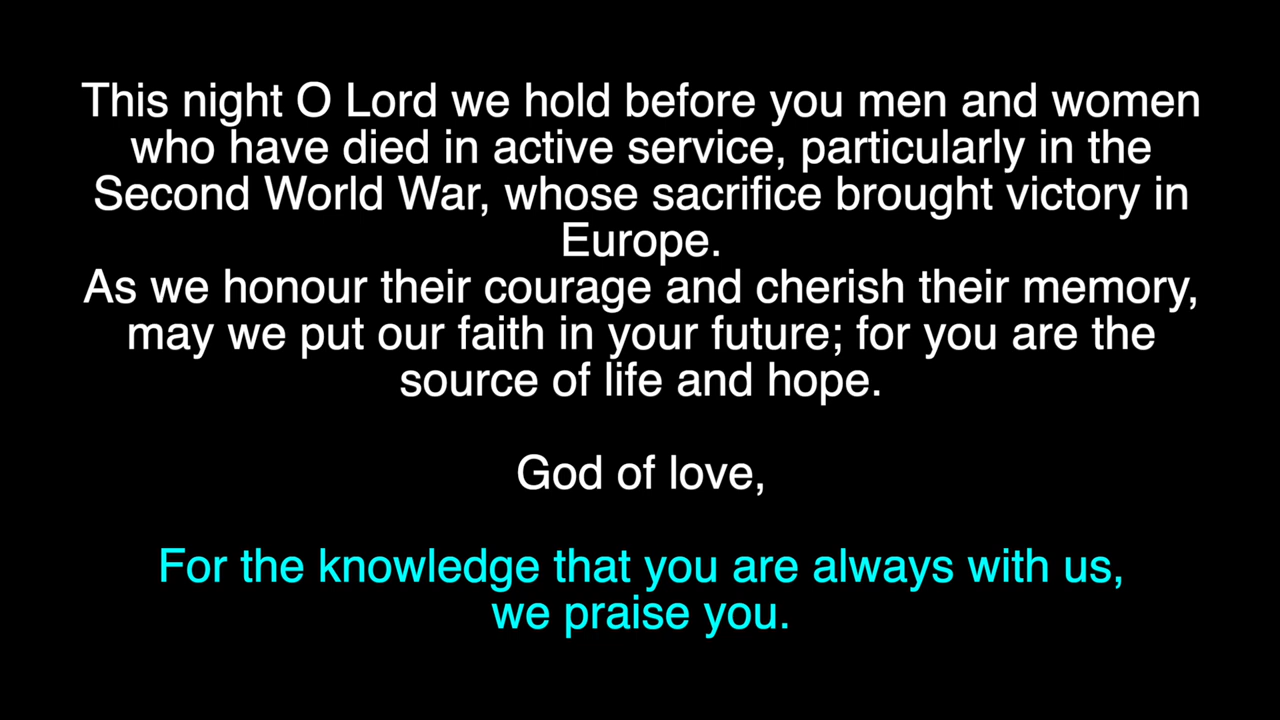 This night O Lord we hold before you men and women
who have died in active service, particularly in the
Second World War, whose sacrifice brought victory in
Europe.
As we honour their courage and cherish their memory,
may we put our faith in your future; for you are the
source of life and hope.
God of love,
For the knowledge that you are always with us,
we praise you.